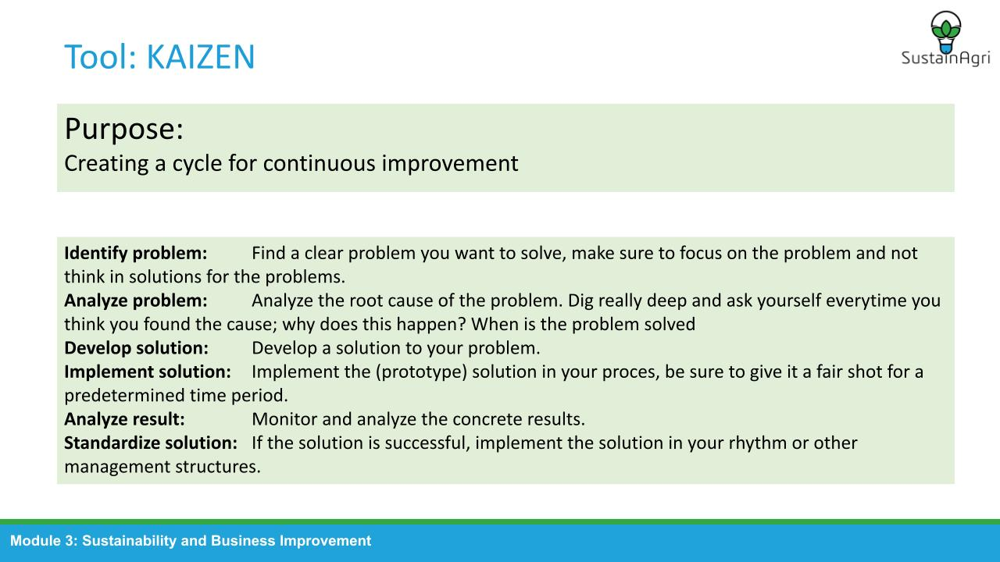 Tool: KAIZEN
SustainAgri
Purpose:
Creating a cycle for continuous improvement
Identify problem: Find a clear problem you want to solve, make sure to focus on the problem and not
think in solutions for the problems.
Analyze problem: Analyze the root cause of the problem. Dig really deep and ask yourself everytime you
think you found the cause; why does this happen? When is the problem solved
Develop solution: Develop a solution to your problem.
Implement solution: Implement the (prototype) solution in your proces, be sure to give it a fair shot for a
predetermined time period.
Analyze result: Monitor and analyze the concrete results.
Standardize solution: If the solution is successful, implement the solution in your rhythm or other
management structures.
Module 3: Sustainability and Business Improvement